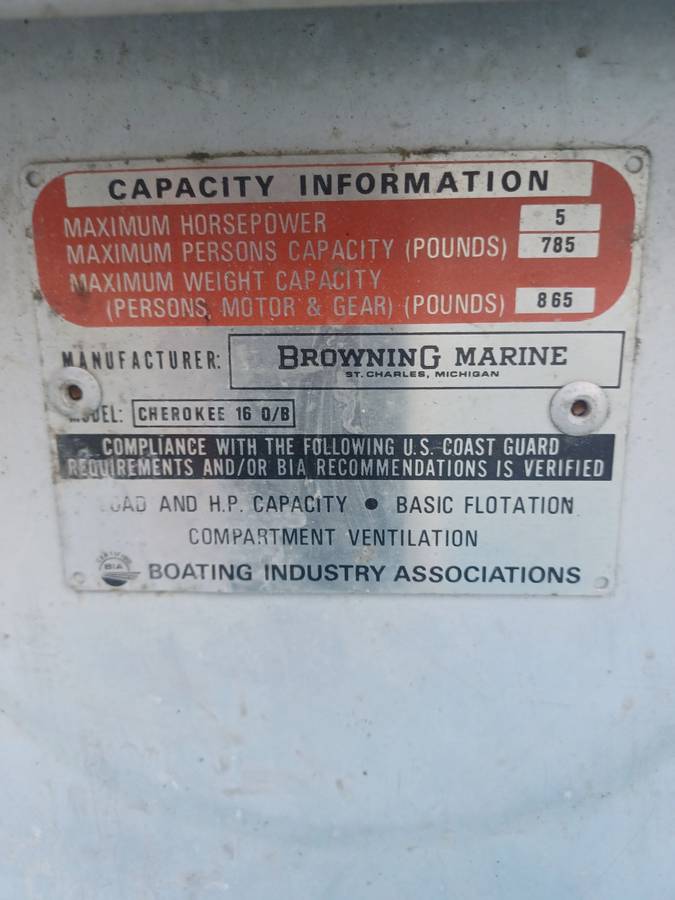 CAPACITY INFORMATION
MAXIMUM HORSEPOWER 5
MAXIMUM PERSONS CAPACITY (POUNDS) 785
MAXIMUM WEIGHT CAPACITY
(PERSONS, MOTOR & GEAR) (POUNDS) 865
MANUFACTURER: BROWNING MARINE
ST. CHARLES, MICHIGAN
MODEL: CHEROKEE 16 O/B
COMPLIANCE WITH THE FOLLOWING U.S. COAST GUARD
REQUIREMENTS AND/OR BIA RECOMMENDATIONS IS VERIFIED
LOAD AND H.P. CAPACITY • BASIC FLOTATION
COMPARTMENT VENTILATION
BIA
BOATING INDUSTRY ASSOCIATIONS